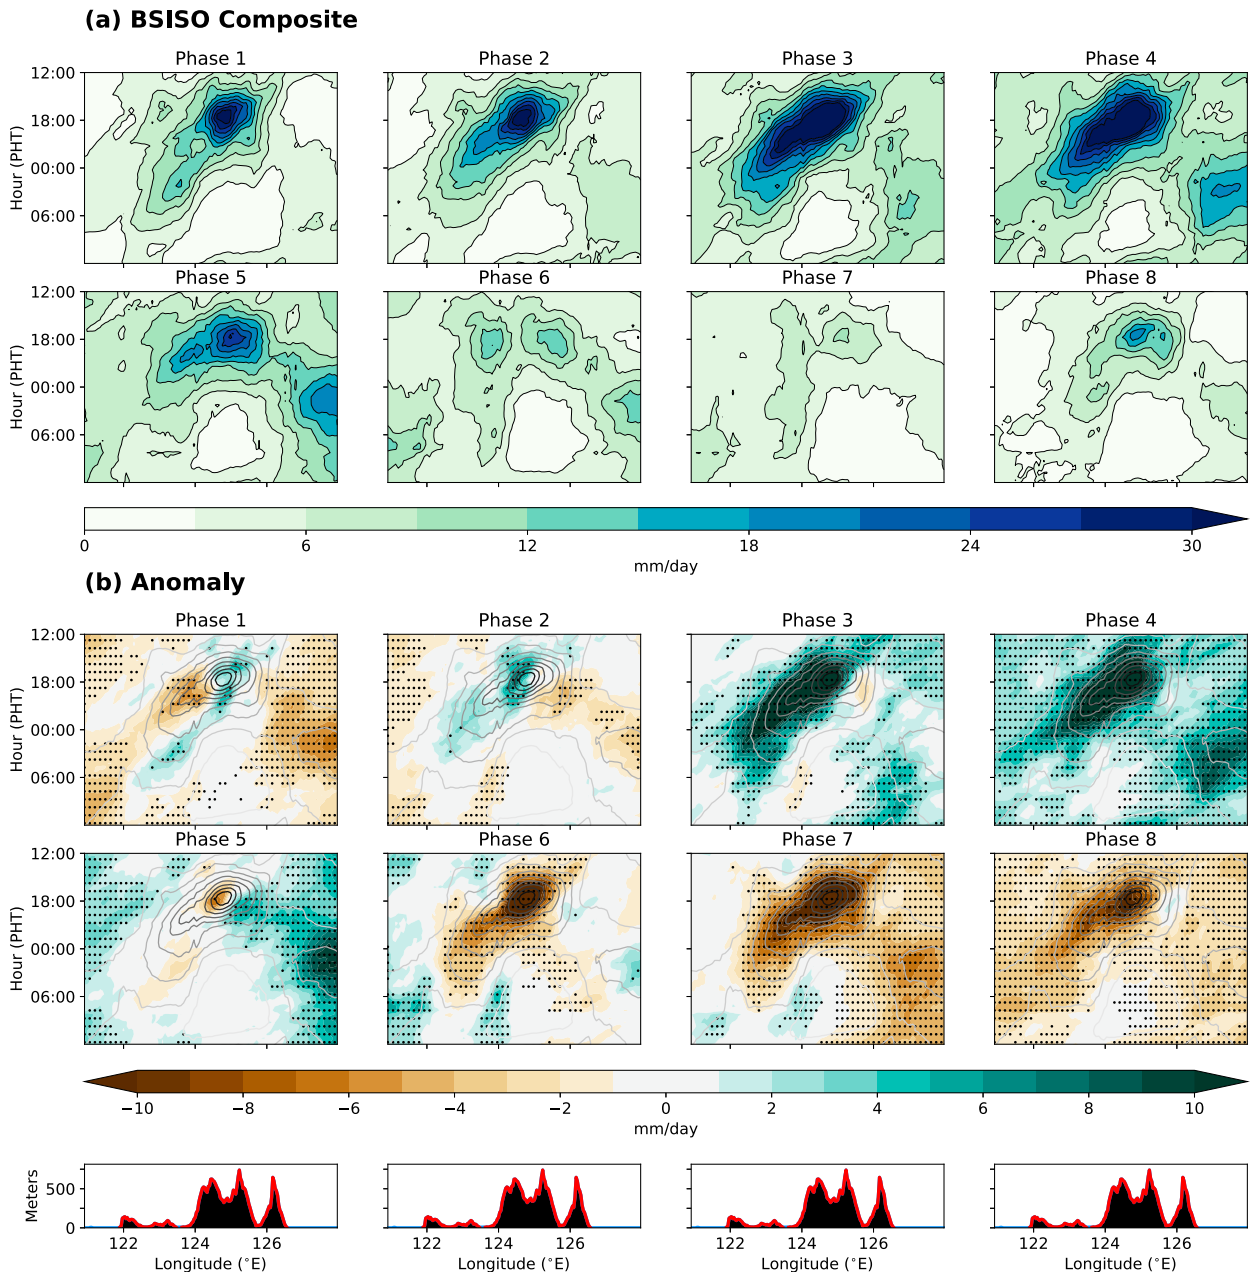 (a) BSISO Composite
Phase 1 Phase 2 Phase 3 Phase 4
12:00
18:00
00:00
06:00
Hour (PHT)
Phase 5 Phase 6 Phase 7 Phase 8
12:00
18:00
00:00
06:00
Hour (PHT)
0 6 12 18 24 30
mm/day
(b) Anomaly
Phase 1 Phase 2 Phase 3 Phase 4
12:00
18:00
00:00
06:00
Hour (PHT)
Phase 5 Phase 6 Phase 7 Phase 8
12:00
18:00
00:00
06:00
Hour (PHT)
−10 −8 −6 −4 −2 0 2 4 6 8 10
mm/day
Meters
500
0
122 124 126 122 124 126 122 124 126 122 124 126
Longitude (°E) Longitude (°E) Longitude (°E) Longitude (°E)